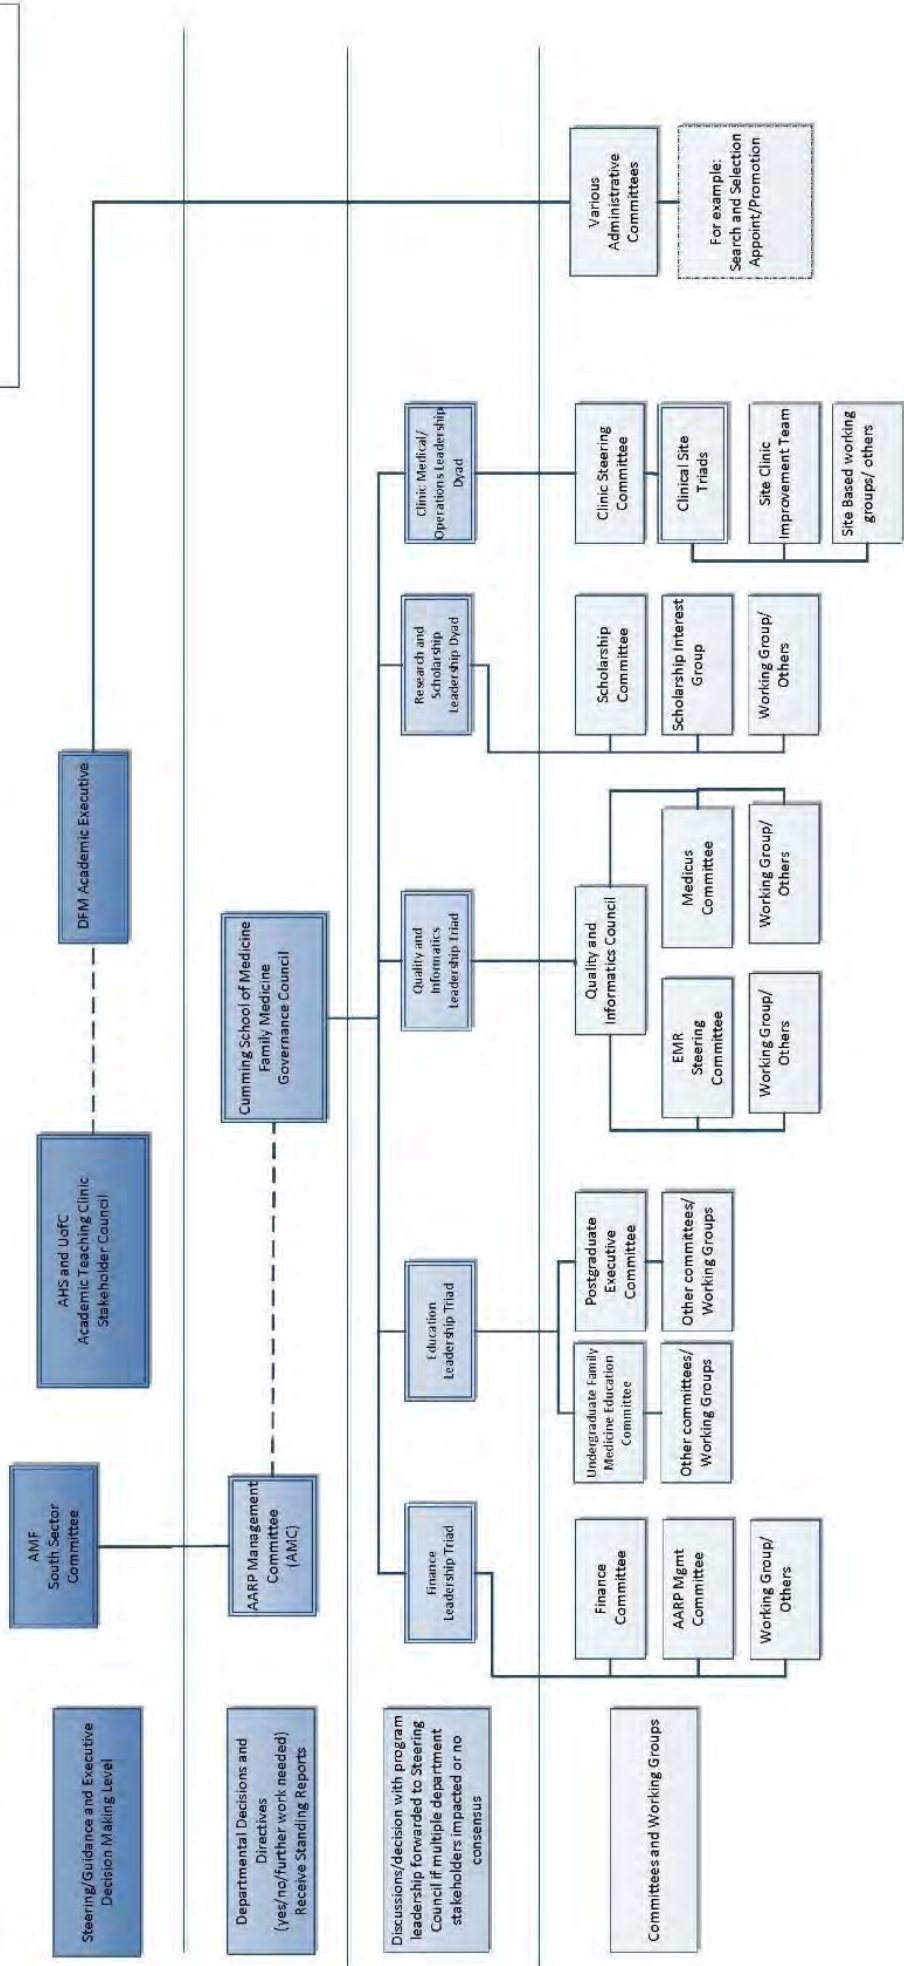 Steering/Guidance and Executive
Decision Making Level
AMF
South Sector
Committee
AHS and UofC
Academic Teaching Clinic
Stakeholder Council
DFM Academic Executive
Departmental Decisions and
Directives
(yes/no/further work needed)
Receive Standing Reports
AARP Management
Committee
(AMC)
Cumming School of Medicine
Family Medicine
Governance Council
Discussions/decision with program
leadership forwarded to Steering
Council if multiple department
stakeholders impacted or no
consensus
Finance
Leadership Triad
Education
Leadership Triad
Quality and
Informatics
Leadership Triad
Research and
Scholarship
Leadership Dyad
Clinic Medical/
Operations Leadership
Dyad
Committees and Working Groups
Finance
Committee
AARP Mgmt
Committee
Working Group/
Others
Undergraduate Family
Medicine Education
Committee
Other committees/
Working Groups
Postgraduate
Executive
Committee
Other committees/
Working Groups
Quality and
Informatics Council
EMR
Steering
Committee
Working Group/
Others
Medicus
Committee
Working Group/
Others
Scholarship
Committee
Scholarship Interest
Group
Working Group/
Others
Clinic Steering
Committee
Clinical Site
Triads
Site Clinic
Improvement Team
Site Based working
groups/ others
Various
Administrative
Committees
For example:
Search and Selection
Appoint/Promotion